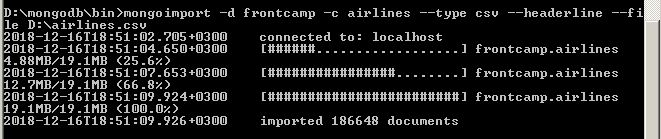 D:\mongodb\bin>mongoimport -d frontcamp -c airlines --type csv --headerline --fi
le D:\airlines.csv
2018-12-16T18:51:02.705+0300    connected to: localhost
2018-12-16T18:51:04.650+0300    [######..................] frontcamp.airlines
4.88MB/19.1MB (25.6%)
2018-12-16T18:51:07.653+0300    [################........] frontcamp.airlines
12.7MB/19.1MB (66.8%)
2018-12-16T18:51:09.924+0300    [########################] frontcamp.airlines
19.1MB/19.1MB (100.0%)
2018-12-16T18:51:09.926+0300    imported 186648 documents